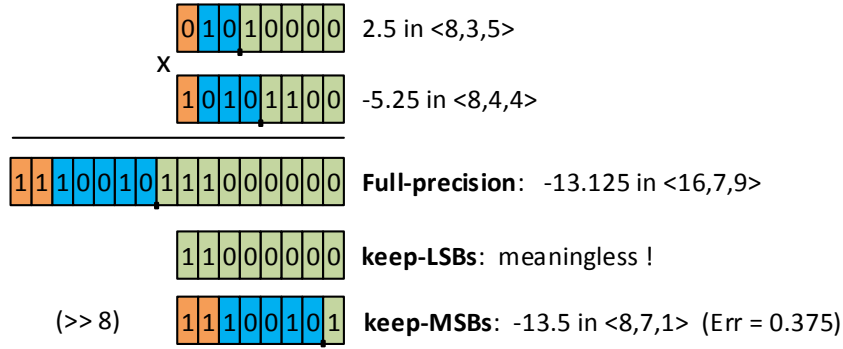 01010000 2.5 in <8,3,5>
x
10101100 -5.25 in <8,4,4>
1110010111000000 Full-precision: -13.125 in <16,7,9>
11000000 keep-LSBs: meaningless !
(>> 8) 11100101 keep-MSBs: -13.5 in <8,7,1> (Err = 0.375)